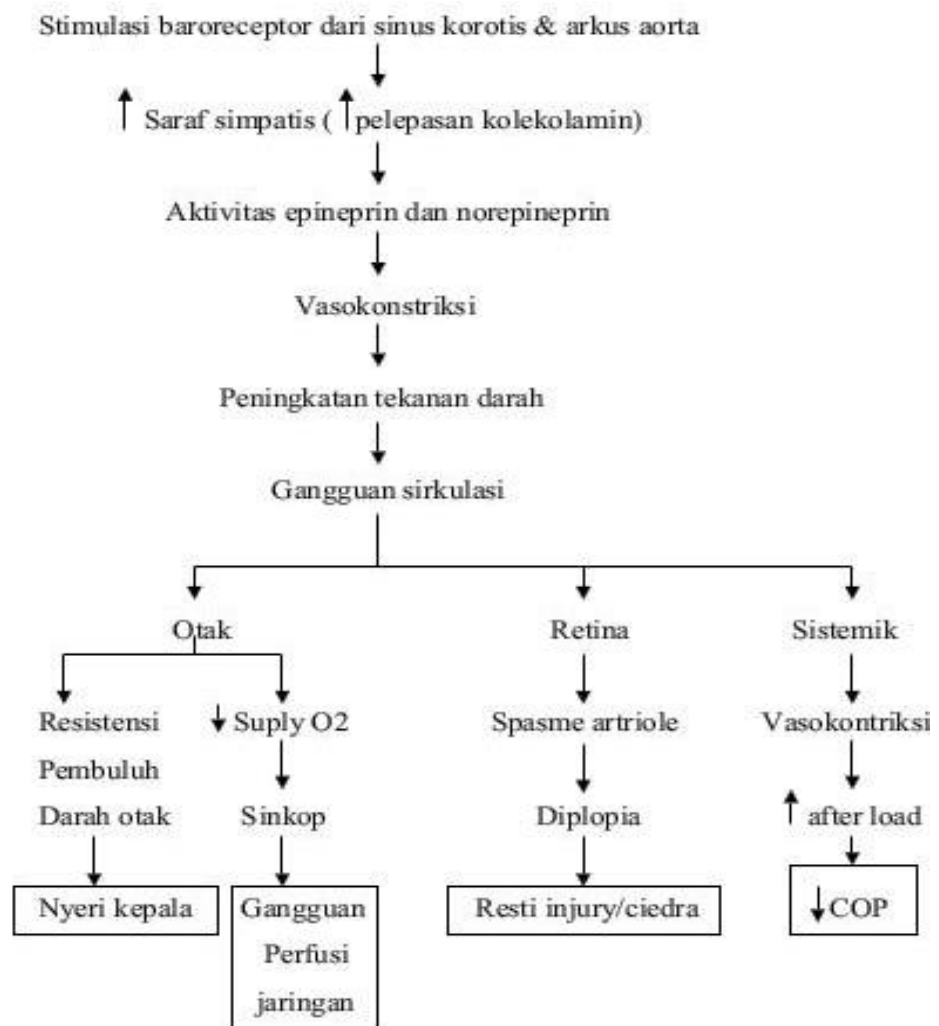 Stimulasi baroreceptor dari sinus korotis & arkus aorta
↑ Saraf simpatis ( ↑ pelepasan kolekolamin)
Aktivitas epineprin dan norepineprin
Vasokonstriksi
Peningkatan tekanan darah
Gangguan sirkulasi
Otak
Retina
Sistemik
Resistensi
Pembuluh
Darah otak
Nyeri kepala
↓ Suply O2
Sinkop
Gangguan
Perfusi
jaringan
Spasme artriole
Diplopia
Resti injury/ciedra
Vasokontriksi
↑ after load
↓ COP